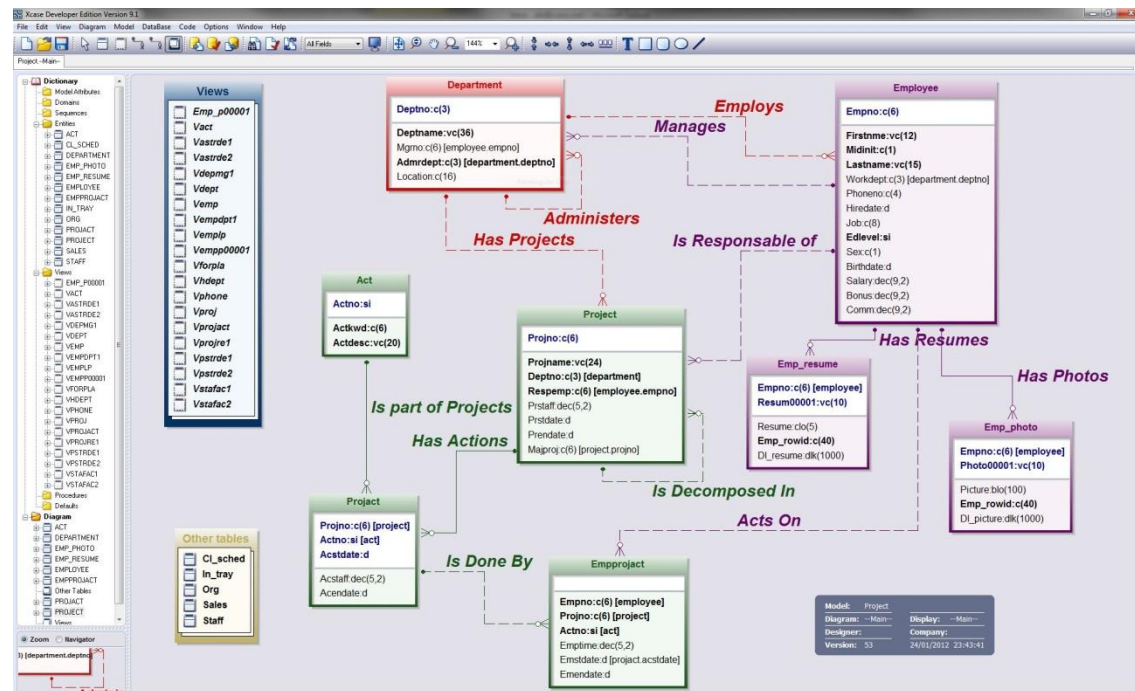 Xcase Developer Edition Version 9.1
File Edit View Diagram Model DataBase Code Options Window Help
All Fields
144%
Project.-Main--
Dictionary
Model Attributes
Domains
Sequences
Entities
ACT
CL_SCHED
DEPARTMENT
EMP_PHOTO
EMP_RESUME
EMPLOYEE
EMPPROJACT
IN_TRAY
ORG
PROJACT
PROJECT
SALES
STAFF
Views
EMP_P00001
VACT
VASTRDE1
VASTRDE2
VDEPMG1
VDEPT
VEMP
VEMPDPT1
VEMPLP
VEMPP00001
VFORPLA
VHDEPT
VPHONE
VPROJ
VPROJACT
VPROJRE1
VPSTRDE1
VPSTRDE2
VSTAFAC1
VSTAFAC2
Procedures
Defaults
Diagram
ACT
DEPARTMENT
EMP_PHOTO
EMP_RESUME
EMPLOYEE
EMPPROJACT
Other Tables
PROJACT
PROJECT
Views
Zoom Navigator
) [department.deptno]
Views
Emp_p00001
Vact
Vastrde1
Vastrde2
Vdepmg1
Vdept
Vemp
Vempdpt1
Vemplp
Vempp00001
Vforpla
Vhdept
Vphone
Vproj
Vprojact
Vprojre1
Vpstrde1
Vpstrde2
Vstafac1
Vstafac2
Department
Deptno:c(3)
Deptname:vc(36)
Mgrno:c(6) [employee.empno]
Admrdept:c(3) [department.deptno]
Location:c(16)
Employs
Manages
Administers
Has Projects
Is Responsable of
Employee
Empno:c(6)
Firstnme:vc(12)
Midinit:c(1)
Lastname:vc(15)
Workdept:c(3) [department.deptno]
Phoneno:c(4)
Hiredate:d
Job:c(8)
Edlevel:si
Sex:c(1)
Birthdate:d
Salary:dec(9,2)
Bonus:dec(9,2)
Comm:dec(9,2)
Act
Actno:si
Actkwd:c(6)
Actdesc:vc(20)
Project
Projno:c(6)
Projname:vc(24)
Deptno:c(3) [department]
Respemp:c(6) [employee.empno]
Prstaff:dec(5,2)
Prstdate:d
Prendate:d
Majproj:c(6) [project.projno]
Has Resumes
Has Photos
Emp_resume
Empno:c(6) [employee]
Resum00001:vc(10)
Resume:clo(5)
Emp_rowid:c(40)
Dl_resume:dlk(1000)
Emp_photo
Empno:c(6) [employee]
Photo00001:vc(10)
Picture:blo(100)
Emp_rowid:c(40)
Dl_picture:dlk(1000)
Is part of Projects
Has Actions
Is Decomposed In
Acts On
Is Done By
Projact
Projno:c(6) [project]
Actno:si [act]
Acstdate:d
Acstaff:dec(5,2)
Acendate:d
Other tables
Cl_sched
In_tray
Org
Sales
Staff
Empprojact
Empno:c(6) [employee]
Projno:c(6) [project]
Actno:si [act]
Emptime:dec(5,2)
Emstdate:d [projact.acstdate]
Emendate:d
Model: Project
Diagram: --Main-- Display: --Main--
Designer: Company:
Version: 53 24/01/2012 23:43:41